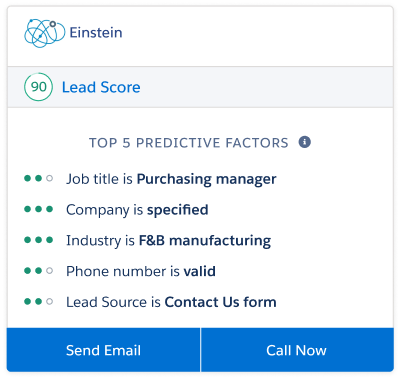 Einstein
90 Lead Score
TOP 5 PREDICTIVE FACTORS
Job title is Purchasing manager
Company is specified
Industry is F&B manufacturing
Phone number is valid
Lead Source is Contact Us form
Send Email Call Now